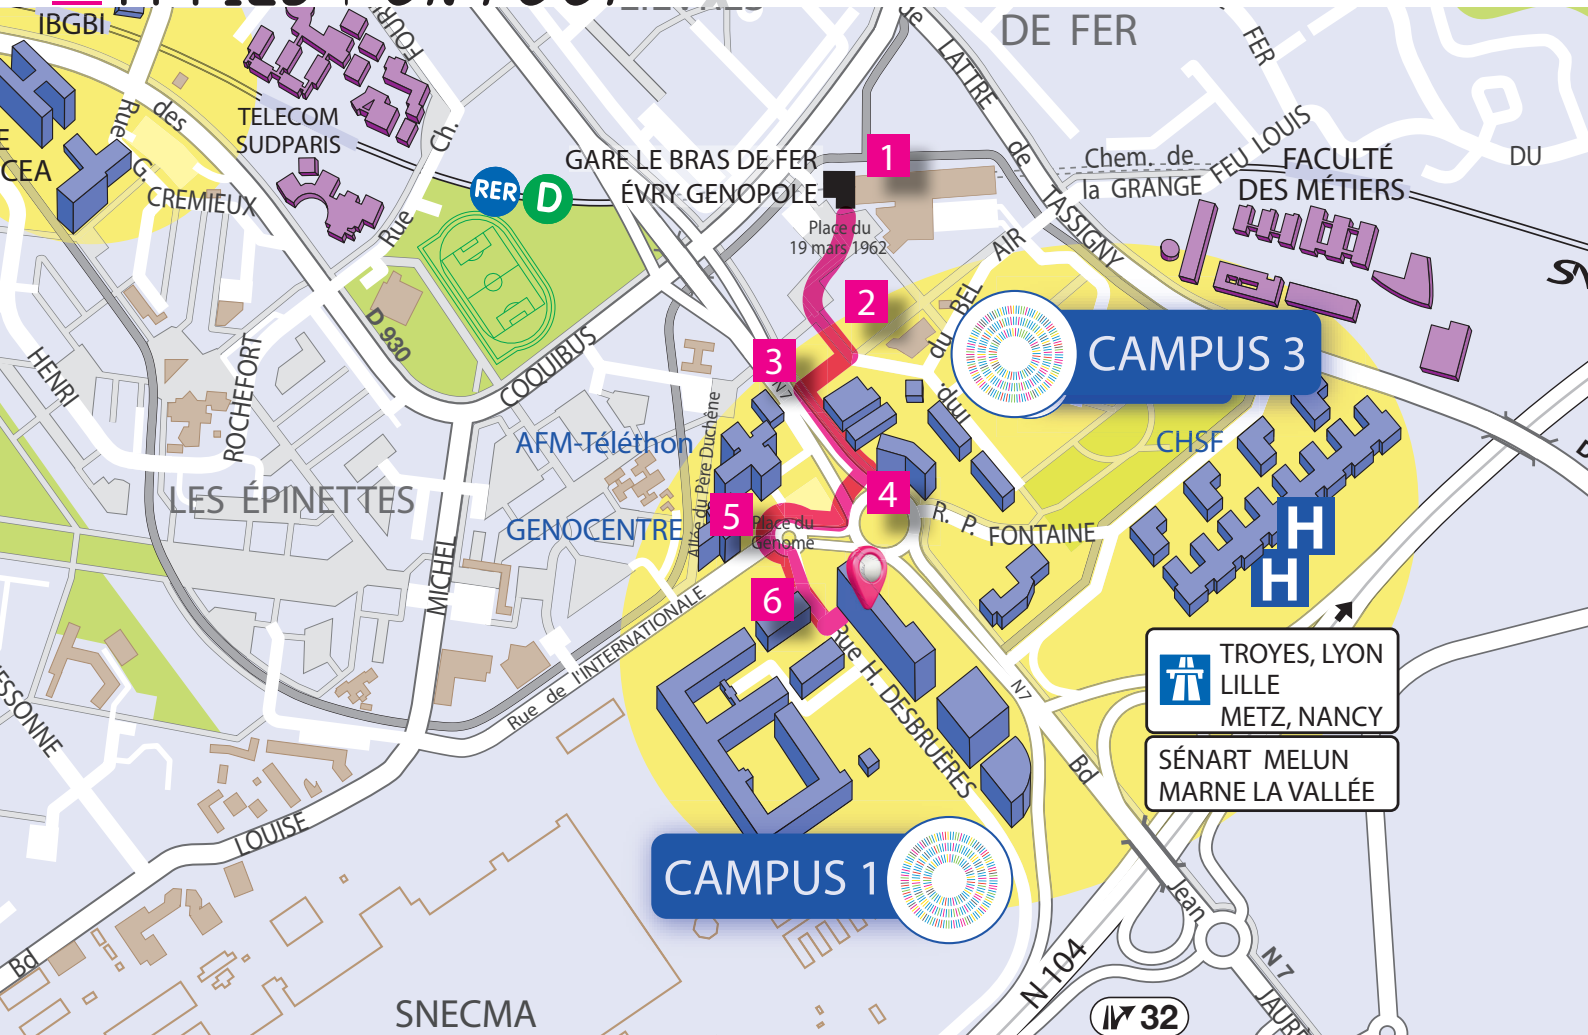 IBGBI
DE FER
FER
LATTRE
de
TASSIGNY
FOURI
TELECOM
SUDPARIS
Ch.
Rue
des
Rue
G.
CREMIEUX
CEA
RER
D
GARE LE BRAS DE FER
ÉVRY GENOPOLE
1
Place du
19 mars 1962
Chem. de
la GRANGE
FEU LOUIS
FACULTÉ
DES MÉTIERS
DU
AIR
BEL
du
Imp.
2
3
N7
CAMPUS 3
D 930
COQUIBUS
HENRI
ROCHEFORT
LES ÉPINETTES
AFM-Téléthon
GENOCENTRE
Allée du Père Duchêne
CHSF
4
5
Place du
Génome
R. P. FONTAINE
H
H
6
MICHEL
Rue de l'INTERNATIONALE
Rue H. DESBRUÈRES
N7
Bd
TROYES, LYON
LILLE
METZ, NANCY
SÉNART MELUN
MARNE LA VALLÉE
ESSONNE
LOUISE
Bd
CAMPUS 1
Jean
N 7
JAURE
N 104
32
SNECMA